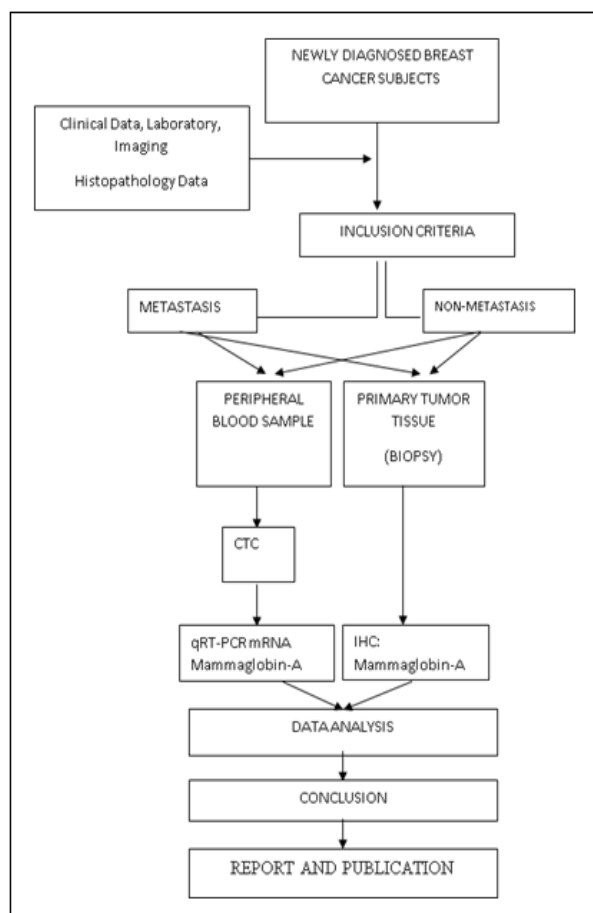 NEWLY DIAGNOSED BREAST
CANCER SUBJECTS
Clinical Data, Laboratory,
Imaging
Histopathology Data
INCLUSION CRITERIA
METASTASIS
NON-METASTASIS
PERIPHERAL
BLOOD SAMPLE
PRIMARY TUMOR
TISSUE
(BIOPSY)
CTC
qRT-PCR mRNA
Mammaglobin-A
IHC:
Mammaglobin-A
DATA ANALYSIS
CONCLUSION
REPORT AND PUBLICATION